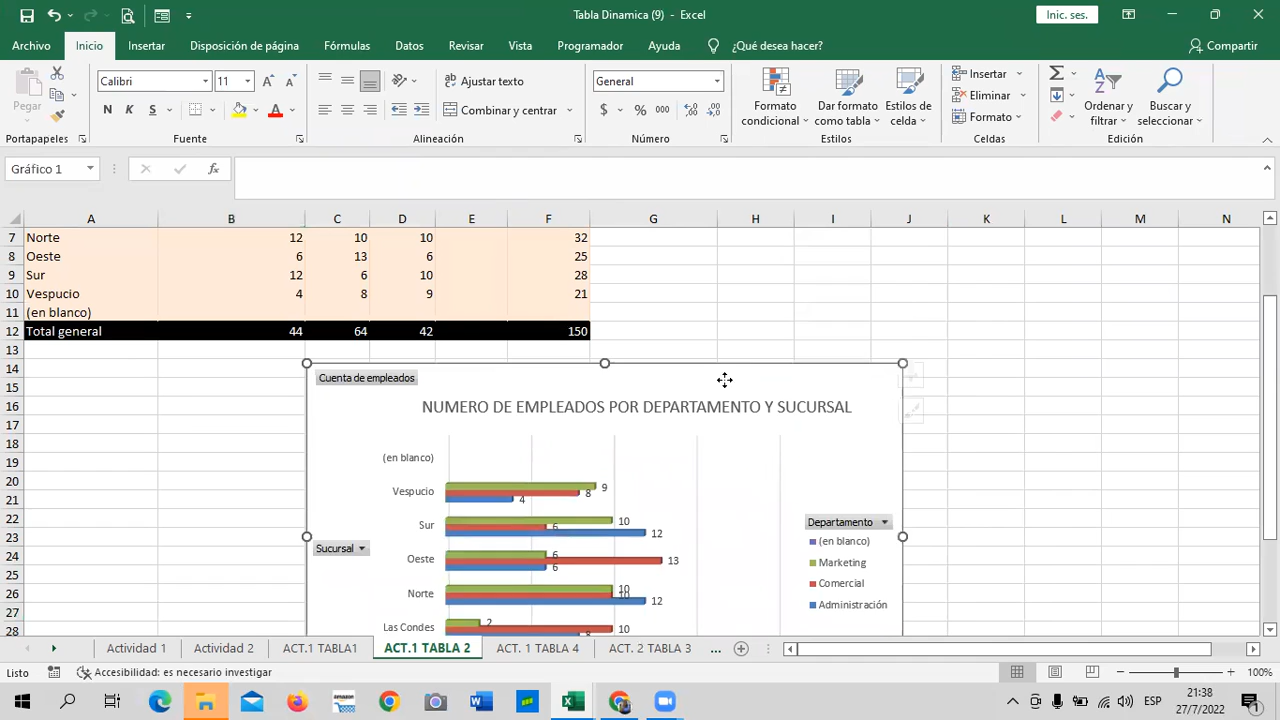 Tabla Dinamica (9) - Excel
Inic. ses.
Archivo Inicio Insertar Disposición de página Fórmulas Datos Revisar Vista Programador Ayuda ¿Qué desea hacer? Compartir
Pegar
Calibri 11
N K S
Ajustar texto
Combinar y centrar
General
$ % 000
Formato condicional
Dar formato como tabla
Estilos de celda
Insertar
Eliminar
Formato
Ordenar y filtrar
Buscar y seleccionar
Portapapeles Fuente Alineación Número Estilos Celdas Edición
Gráfico 1 fx
A B C D E F G H I J K L M N
7 Norte 12 10 10 32
8 Oeste 6 13 6 25
9 Sur 12 6 10 28
10 Vespucio 4 8 9 21
11 (en blanco)
12 Total general 44 64 42 150
13
14
15
16
17
18
19
20
21
22
23
24
25
26
27
28
Cuenta de empleados
NUMERO DE EMPLEADOS POR DEPARTAMENTO Y SUCURSAL
(en blanco)
Vespucio 9 8 4
Sur 10 6 12
Oeste 6 13 6
Norte 10 10 12
Las Condes 2 10 8
Sucursal
Departamento
(en blanco)
Marketing
Comercial
Administración
Actividad 1 Actividad 2 ACT.1 TABLA1 ACT.1 TABLA 2 ACT. 1 TABLA 4 ACT. 2 TABLA 3 ...
Listo Accesibilidad: es necesario investigar 100%
ESP
21:38
27/7/2022